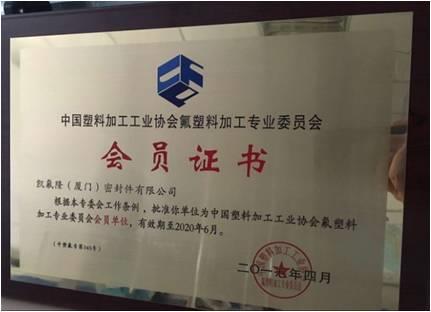 中国塑料加工工业协会氟塑料加工专业委员会
会员证书
凯氟隆（厦门）密封件有限公司
根据本专委会工作条例，批准你单位为中国塑料加工工业协会氟塑料
加工专业委员会会员单位，有效期至2020年6月。
二〇一七年四月